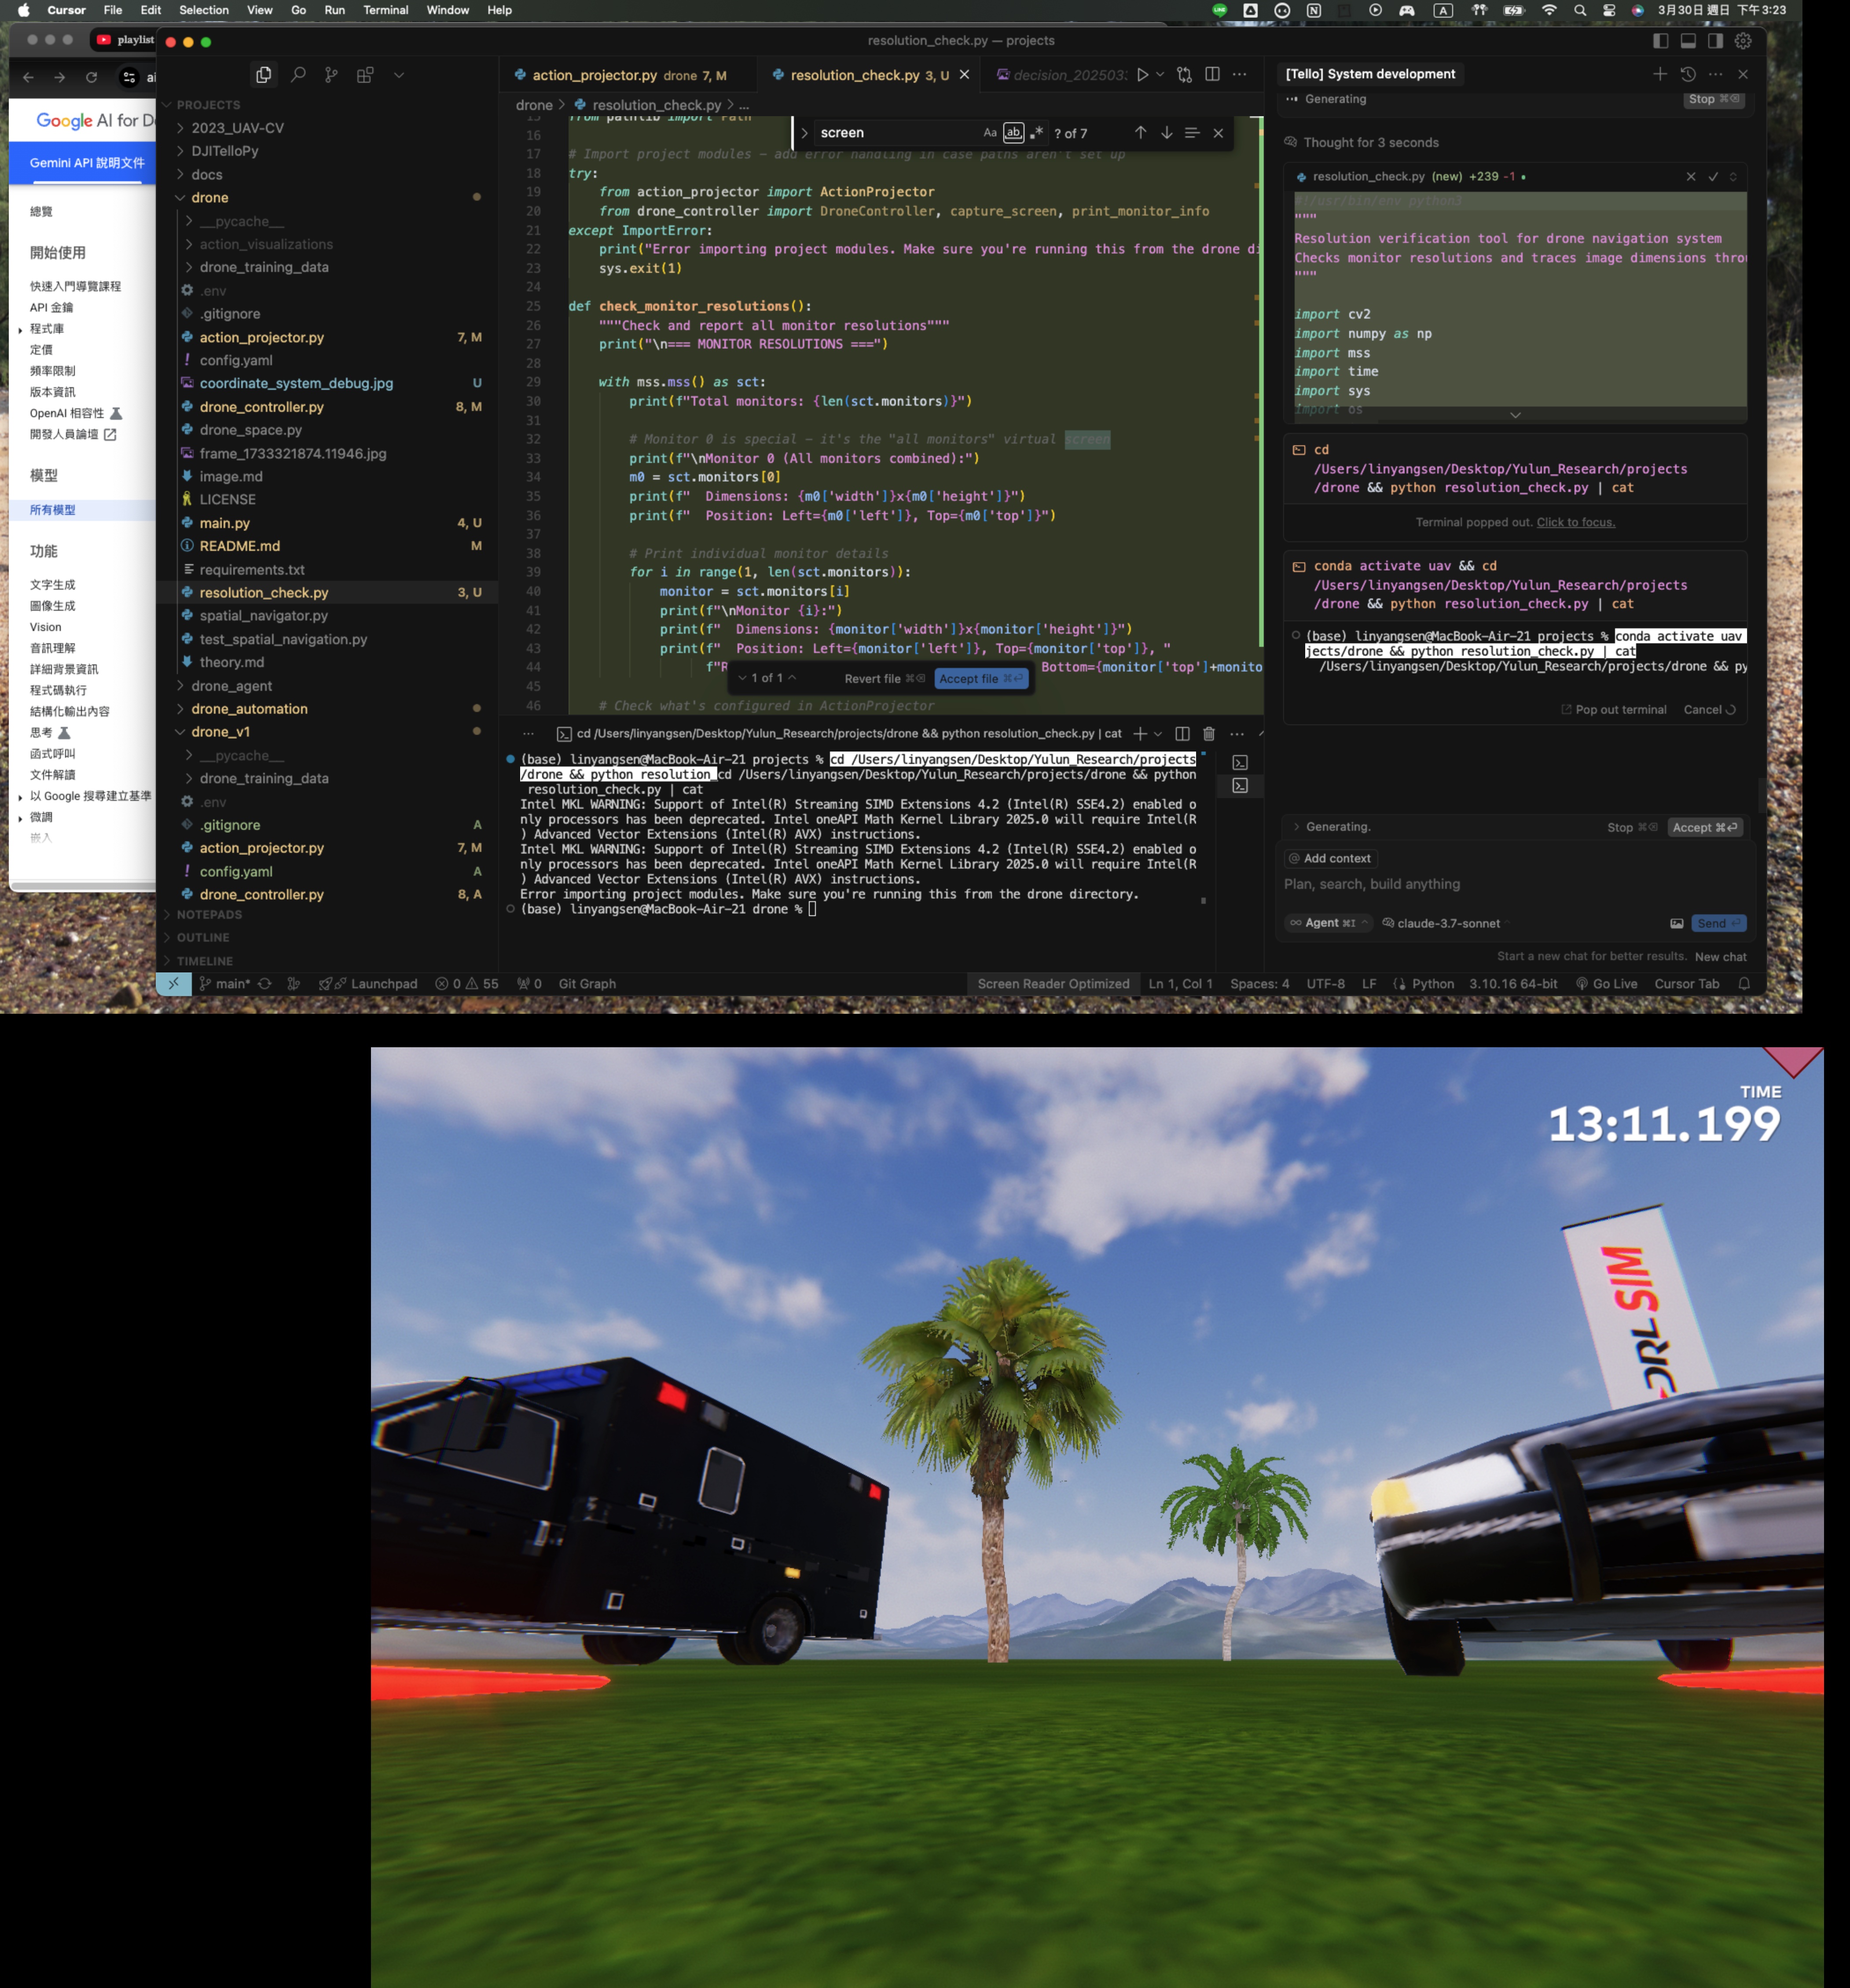 Cursor File Edit Selection View Go Run Terminal Window Help
3月30日 週日 下午3:23
playlist
resolution_check.py — projects
ai
Google AI for D
Gemini API 說明文件
總覽
開始使用
快速入門導覽課程
API 金鑰
程式庫
定價
頻率限制
版本資訊
OpenAI 相容性
開發人員論壇
模型
所有模型
功能
文字生成
圖像生成
Vision
音訊理解
詳細背景資訊
程式碼執行
結構化輸出內容
思考
函式呼叫
文件解讀
以 Google 搜尋建立基準
微調
嵌入
PROJECTS
2023_UAV-CV
DJITelloPy
docs
drone
__pycache__
action_visualizations
drone_training_data
.env
.gitignore
action_projector.py 7, M
config.yaml
coordinate_system_debug.jpg U
drone_controller.py 8, M
drone_space.py
frame_1733321874.11946.jpg
image.md
LICENSE
main.py 4, U
README.md M
requirements.txt
resolution_check.py 3, U
spatial_navigator.py
test_spatial_navigation.py
theory.md
drone_agent
drone_automation
drone_v1
__pycache__
drone_training_data
.env
.gitignore A
action_projector.py 7, M
config.yaml A
drone_controller.py 8, A
NOTEPADS
OUTLINE
TIMELINE
action_projector.py drone 7, M
resolution_check.py 3, U
decision_202503
drone > resolution_check.py > ...
screen
Aa ab ? of 7
15 from pathlib import Path
16
17 # Import project modules – add error handling in case paths aren't set up
18 try:
19 from action_projector import ActionProjector
20 from drone_controller import DroneController, capture_screen, print_monitor_info
21 except ImportError:
22 print("Error importing project modules. Make sure you're running this from the drone di
23 sys.exit(1)
24
25 def check_monitor_resolutions():
26 """Check and report all monitor resolutions"""
27 print("\n=== MONITOR RESOLUTIONS ===")
28
29 with mss.mss() as sct:
30 print(f"Total monitors: {len(sct.monitors)}")
31
32 # Monitor 0 is special – it's the "all monitors" virtual screen
33 print(f"\nMonitor 0 (All monitors combined):")
34 m0 = sct.monitors[0]
35 print(f"  Dimensions: {m0['width']}x{m0['height']}")
36 print(f"  Position: Left={m0['left']}, Top={m0['top']}")
37
38 # Print individual monitor details
39 for i in range(1, len(sct.monitors)):
40 monitor = sct.monitors[i]
41 print(f"\nMonitor {i}:")
42 print(f"  Dimensions: {monitor['width']}x{monitor['height']}")
43 print(f"  Position: Left={monitor['left']}, Top={monitor['top']}, "
44 f"R Bottom={monitor['top']+monito
45
46 # Check what's configured in ActionProjector
1 of 1 Revert file Accept file
cd /Users/linyangsen/Desktop/Yulun_Research/projects/drone && python resolution_check.py | cat
(base) linyangsen@MacBook-Air-21 projects % cd /Users/linyangsen/Desktop/Yulun_Research/projects
/drone && python resolution_cd /Users/linyangsen/Desktop/Yulun_Research/projects/drone && python
resolution_check.py | cat
Intel MKL WARNING: Support of Intel(R) Streaming SIMD Extensions 4.2 (Intel(R) SSE4.2) enabled o
nly processors has been deprecated. Intel oneAPI Math Kernel Library 2025.0 will require Intel(R
) Advanced Vector Extensions (Intel(R) AVX) instructions.
Intel MKL WARNING: Support of Intel(R) Streaming SIMD Extensions 4.2 (Intel(R) SSE4.2) enabled o
nly processors has been deprecated. Intel oneAPI Math Kernel Library 2025.0 will require Intel(R
) Advanced Vector Extensions (Intel(R) AVX) instructions.
Error importing project modules. Make sure you're running this from the drone directory.
(base) linyangsen@MacBook-Air-21 drone %
[Tello] System development
Generating Stop
Thought for 3 seconds
resolution_check.py (new) +239 -1
#!/usr/bin/env python3
"""
Resolution verification tool for drone navigation system
Checks monitor resolutions and traces image dimensions throu
"""
import cv2
import numpy as np
import mss
import time
import sys
import os
cd
/Users/linyangsen/Desktop/Yulun_Research/projects
/drone && python resolution_check.py | cat
Terminal popped out. Click to focus.
conda activate uav && cd
/Users/linyangsen/Desktop/Yulun_Research/projects
/drone && python resolution_check.py | cat
(base) linyangsen@MacBook-Air-21 projects % conda activate uav
jects/drone && python resolution_check.py | cat
/Users/linyangsen/Desktop/Yulun_Research/projects/drone && py
Pop out terminal Cancel
Generating. Stop Accept
@ Add context
Plan, search, build anything
Agent claude-3.7-sonnet Send
Start a new chat for better results. New chat
main* Launchpad 0 55 0 Git Graph
Screen Reader Optimized Ln 1, Col 1 Spaces: 4 UTF-8 LF Python 3.10.16 64-bit Go Live Cursor Tab
TIME
13:11.199
DRL SIM